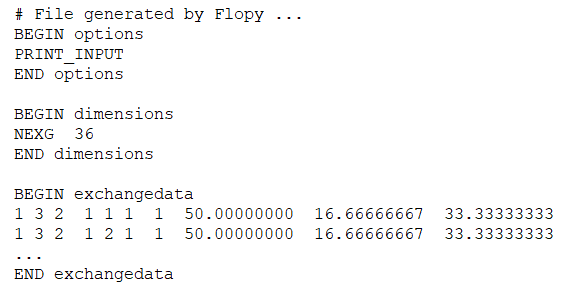 # File generated by Flopy ...
BEGIN options
PRINT_INPUT
END options

BEGIN dimensions
NEXG  36
END dimensions

BEGIN exchangedata
1 3 2  1 1 1  1  50.00000000  16.66666667  33.33333333
1 3 2  1 2 1  1  50.00000000  16.66666667  33.33333333
...
END exchangedata